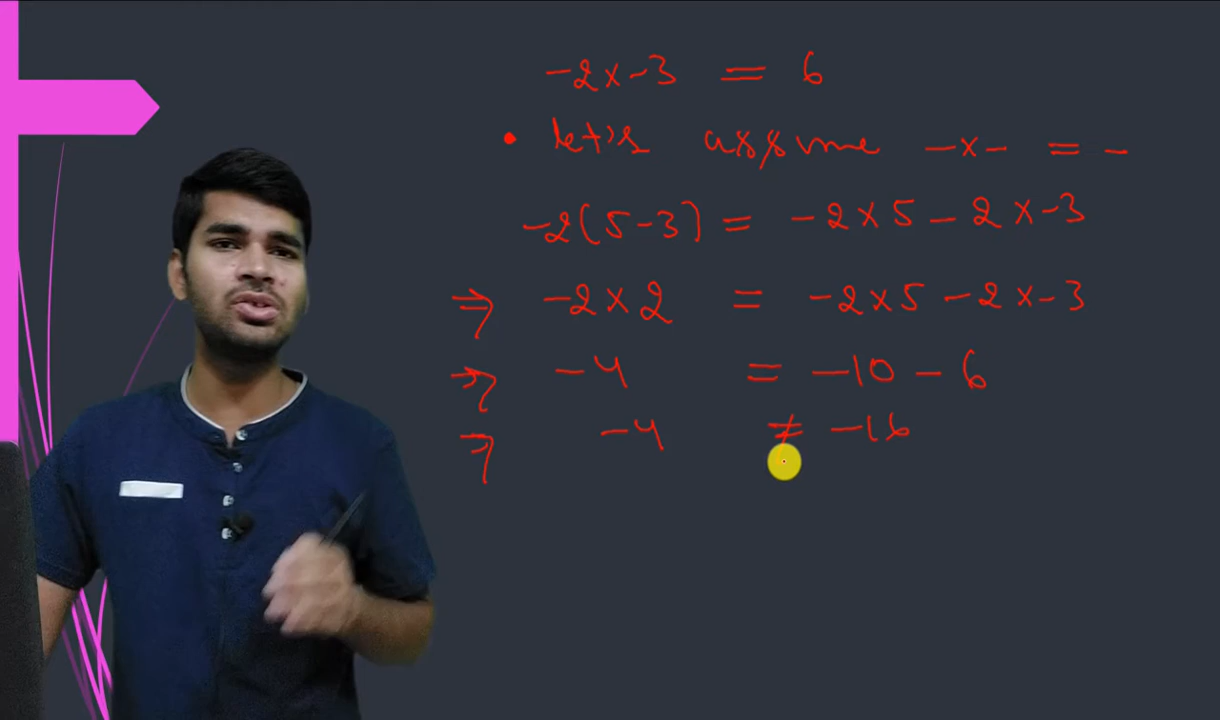 -2x-3 = 6
• let's assume -x- = -
-2(5-3) = -2x5-2x-3
⇒ -2x2 = -2x5-2x-3
⇒ -4 = -10-6
⇒ -4 ≠ -16